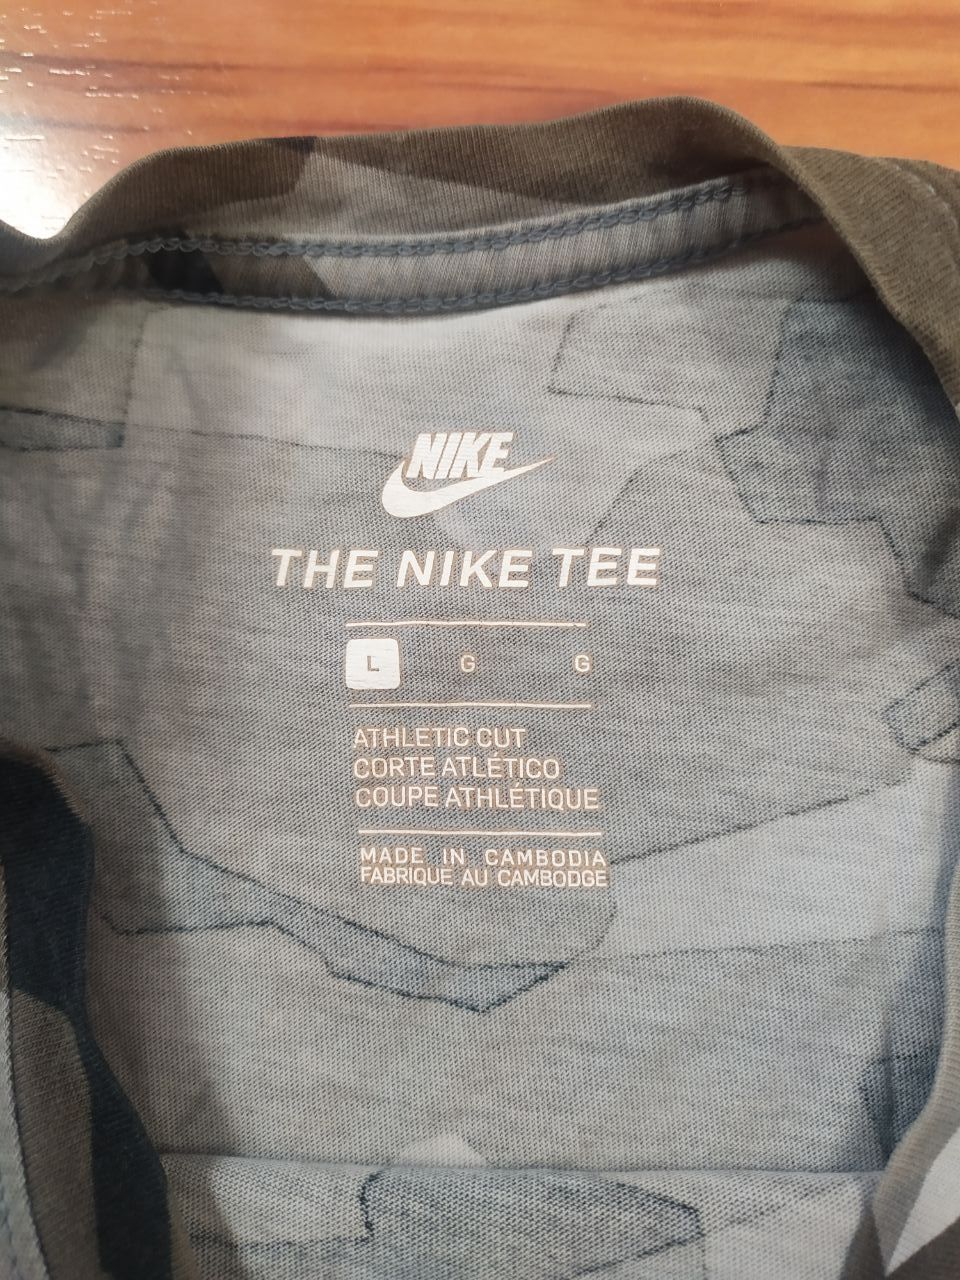 NIKE
THE NIKE TEE
L G G
ATHLETIC CUT
CORTE ATLÉTICO
COUPE ATHLÉTIQUE
MADE IN CAMBODIA
FABRIQUE AU CAMBODGE